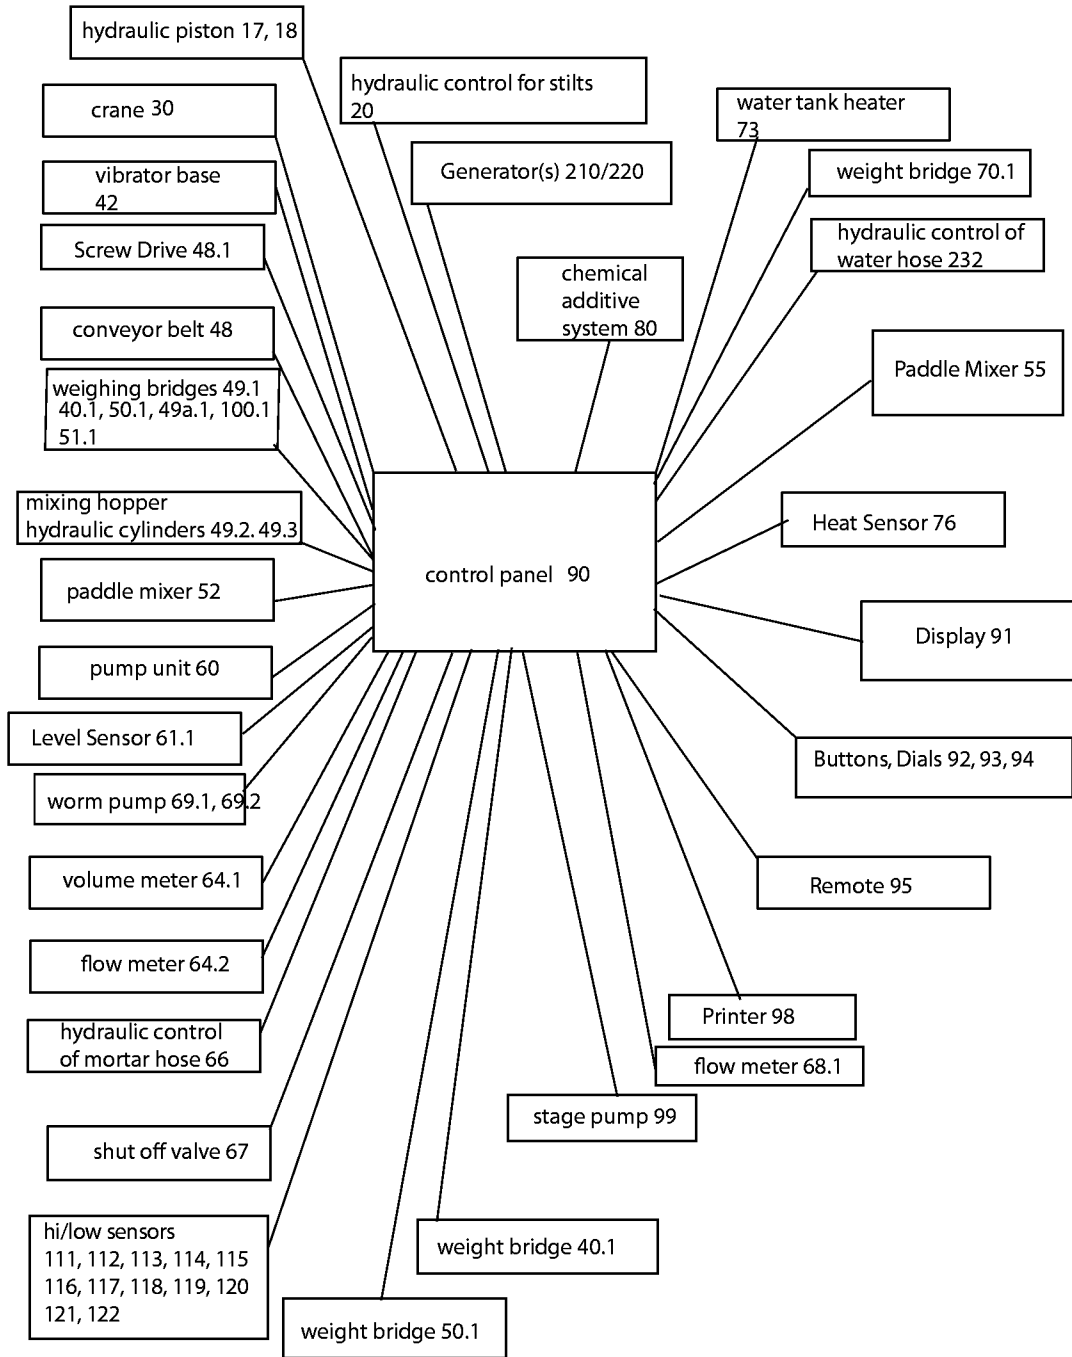 hydraulic piston 17, 18
hydraulic control for stilts
20
crane 30
water tank heater
73
Generator(s) 210/220
weight bridge 70.1
vibrator base
42
Screw Drive 48.1
hydraulic control of
water hose 232
chemical
additive
system 80
conveyor belt 48
Paddle Mixer 55
weighing bridges 49.1
40.1, 50.1, 49a.1, 100.1
51.1
mixing hopper
hydraulic cylinders 49.2. 49.3
Heat Sensor 76
control panel 90
paddle mixer 52
Display 91
pump unit 60
Level Sensor 61.1
Buttons, Dials 92, 93, 94
worm pump 69.1, 69.2
volume meter 64.1
Remote 95
flow meter 64.2
Printer 98
hydraulic control
of mortar hose 66
flow meter 68.1
stage pump 99
shut off valve 67
hi/low sensors
111, 112, 113, 114, 115
116, 117, 118, 119, 120
121, 122
weight bridge 40.1
weight bridge 50.1